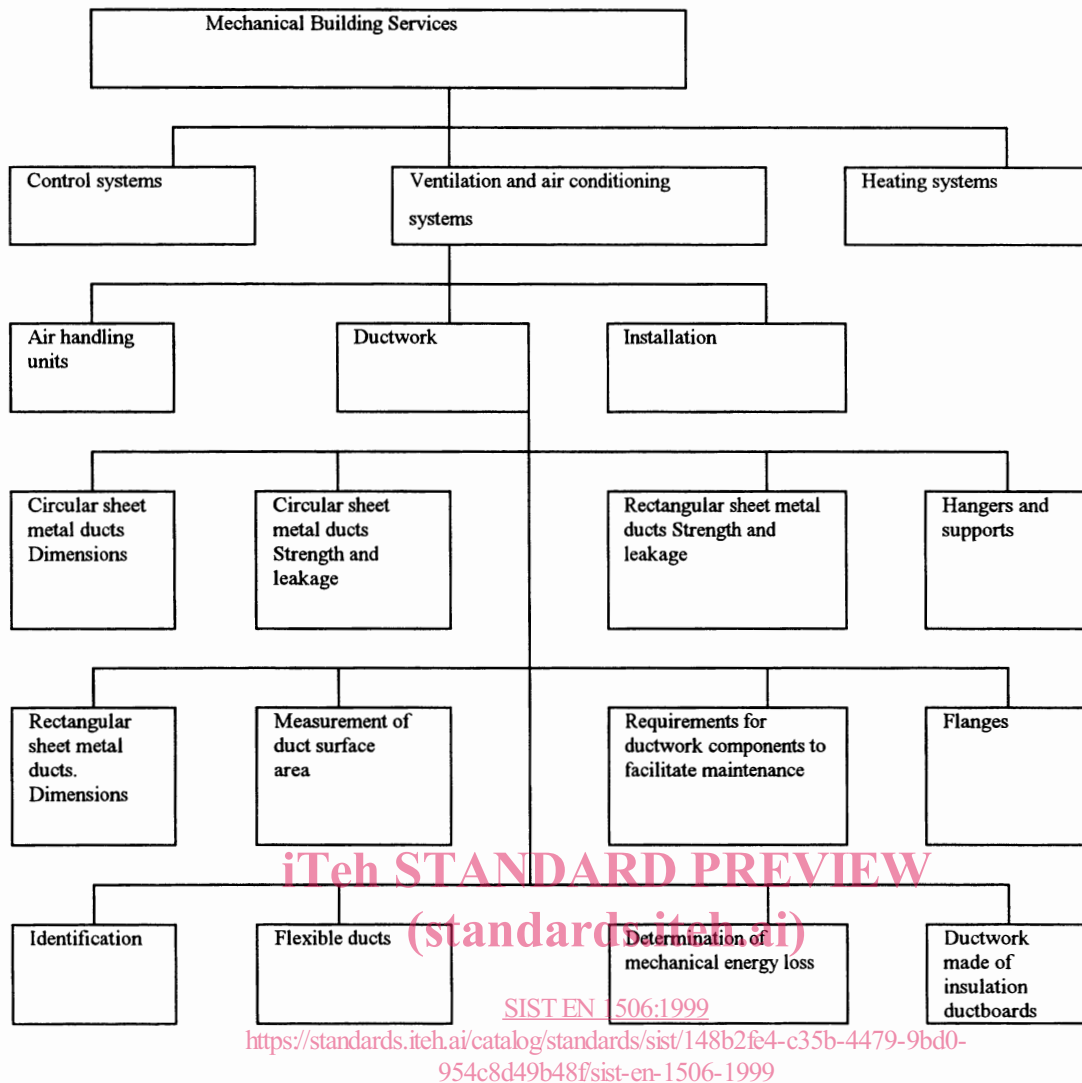 Mechanical Building Services
Control systems
Ventilation and air conditioning
systems
Heating systems
Air handling
units
Ductwork
Installation
Circular sheet
metal ducts
Dimensions
Circular sheet
metal ducts
Strength and
leakage
Rectangular sheet metal
ducts Strength and
leakage
Hangers and
supports
Rectangular
sheet metal
ducts.
Dimensions
Measurement of
duct surface
area
Requirements for
ductwork components to
facilitate maintenance
Flanges
iTeh STANDARD PREVIEW
(standards.iteh.ai)
Identification
Flexible ducts
Determination of
mechanical energy loss
Ductwork
made of
insulation
ductboards
SIST EN 1506:1999
https://standards.iteh.ai/catalog/standards/sist/148b2fe4-c35b-4479-9bd0-
954c8d49b48f/sist-en-1506-1999